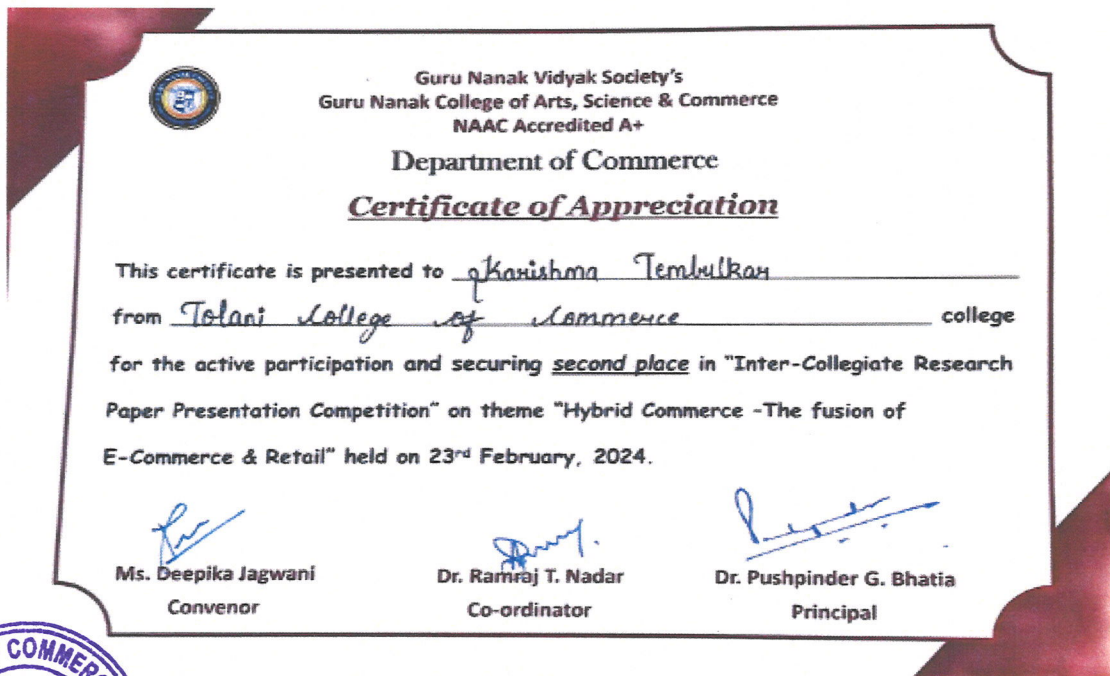 Guru Nanak Vidyak Society's
Guru Nanak College of Arts, Science & Commerce
NAAC Accredited A+
Department of Commerce
Certificate of Appreciation
This certificate is presented to Karishma Tembulkar
from Tolani College of Commerce college
for the active participation and securing second place in "Inter-Collegiate Research
Paper Presentation Competition" on theme "Hybrid Commerce -The fusion of
E-Commerce & Retail" held on 23rd February, 2024.
Ms. Deepika Jagwani Dr. Ramraj T. Nadar Dr. Pushpinder G. Bhatia
Convenor Co-ordinator Principal